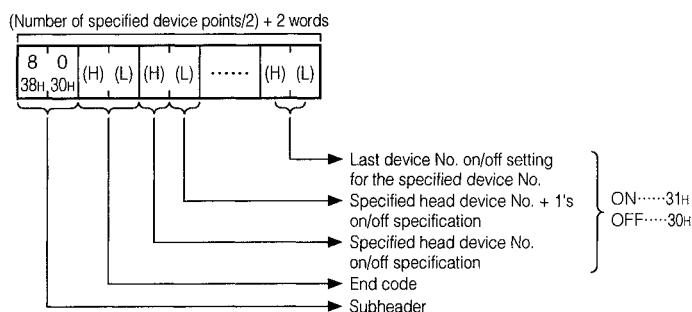 (Number of specified device points/2) + 2 words
8 0
38H 30H (H) (L) (H) (L) ······ (H) (L)
Last device No. on/off setting
for the specified device No.
Specified head device No. + 1's
on/off specification
Specified head device No.
on/off specification
End code
Subheader
ON······31H
OFF·····30H